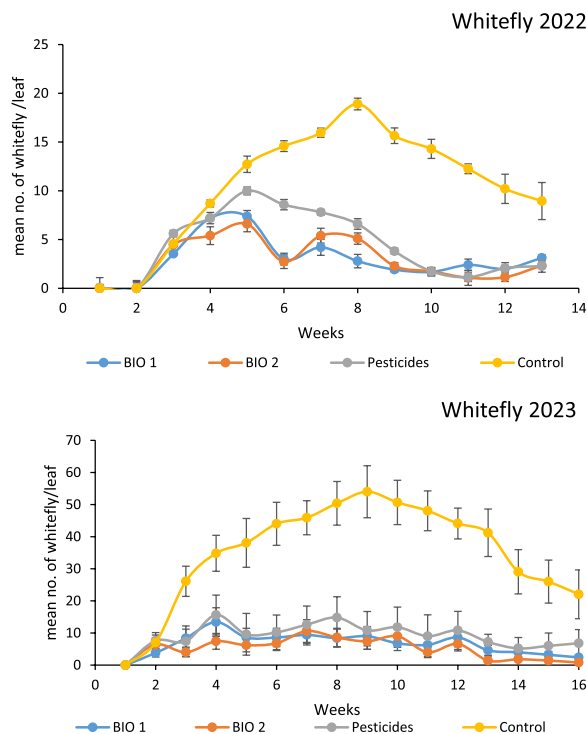 Whitefly 2022
25
20
15
10
5
0
mean no. of whitefly /leaf
0 2 4 6 8 10 12 14
Weeks
BIO 1 BIO 2 Pesticides Control
Whitefly 2023
70
60
50
40
30
20
10
0
mean no. of whitefly/leaf
0 2 4 6 8 10 12 14 16
Weeks
BIO 1 BIO 2 Pesticides Control